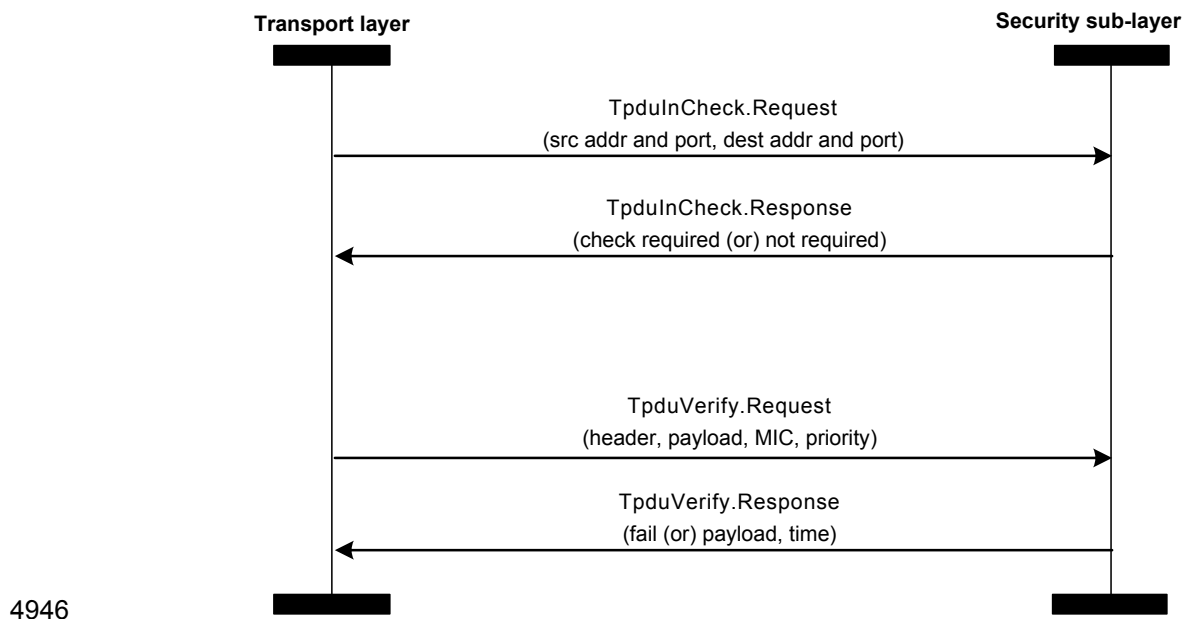 Transport layer
Security sub-layer
TpduInCheck.Request
(src addr and port, dest addr and port)
TpduInCheck.Response
(check required (or) not required)
TpduVerify.Request
(header, payload, MIC, priority)
TpduVerify.Response
(fail (or) payload, time)
4946